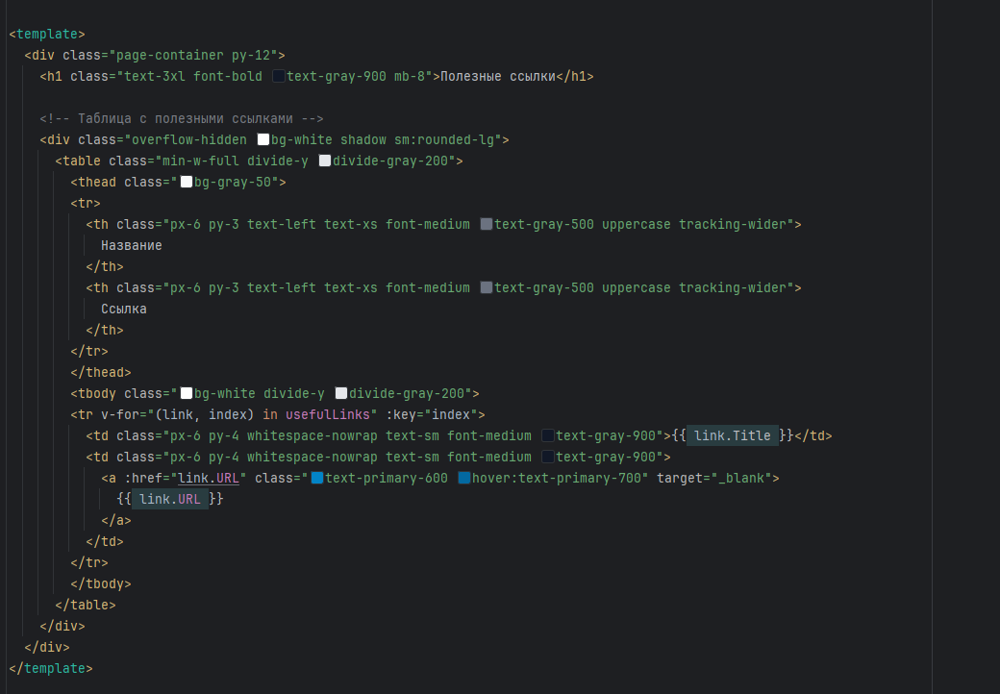 <template>
<div class="page-container py-12">
<h1 class="text-3xl font-bold text-gray-900 mb-8">Полезные ссылки</h1>
<!-- Таблица с полезными ссылками -->
<div class="overflow-hidden bg-white shadow sm:rounded-lg">
<table class="min-w-full divide-y divide-gray-200">
<thead class="bg-gray-50">
<tr>
<th class="px-6 py-3 text-left text-xs font-medium text-gray-500 uppercase tracking-wider">
Название
</th>
<th class="px-6 py-3 text-left text-xs font-medium text-gray-500 uppercase tracking-wider">
Ссылка
</th>
</tr>
</thead>
<tbody class="bg-white divide-y divide-gray-200">
<tr v-for="(link, index) in usefulLinks" :key="index">
<td class="px-6 py-4 whitespace-nowrap text-sm font-medium text-gray-900">{{ link.Title }}</td>
<td class="px-6 py-4 whitespace-nowrap text-sm font-medium text-gray-900">
<a :href="link.URL" class="text-primary-600 hover:text-primary-700" target="_blank">
{{ link.URL }}
</a>
</td>
</tr>
</tbody>
</table>
</div>
</div>
</template>